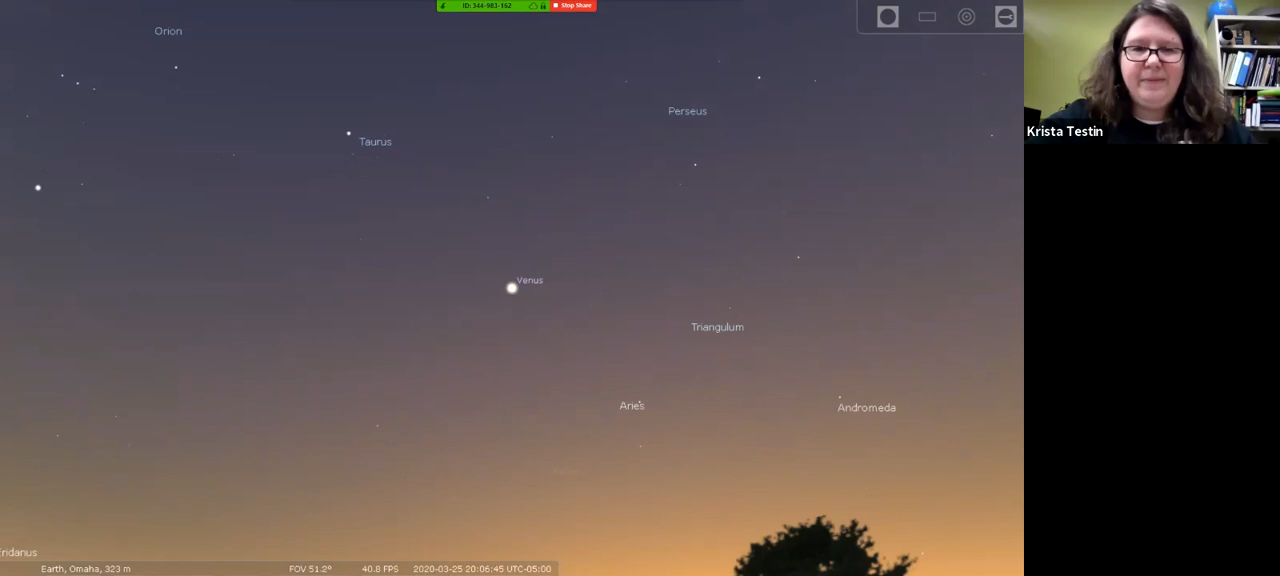 ID: 344-983-162
Stop Share
Orion
Perseus
Taurus
Krista Testin
Venus
Triangulum
Aries
Andromeda
Eridanus
Earth, Omaha, 323 m
FOV 51.2°
40.8 FPS
2020-03-25 20:06:45 UTC-05:00